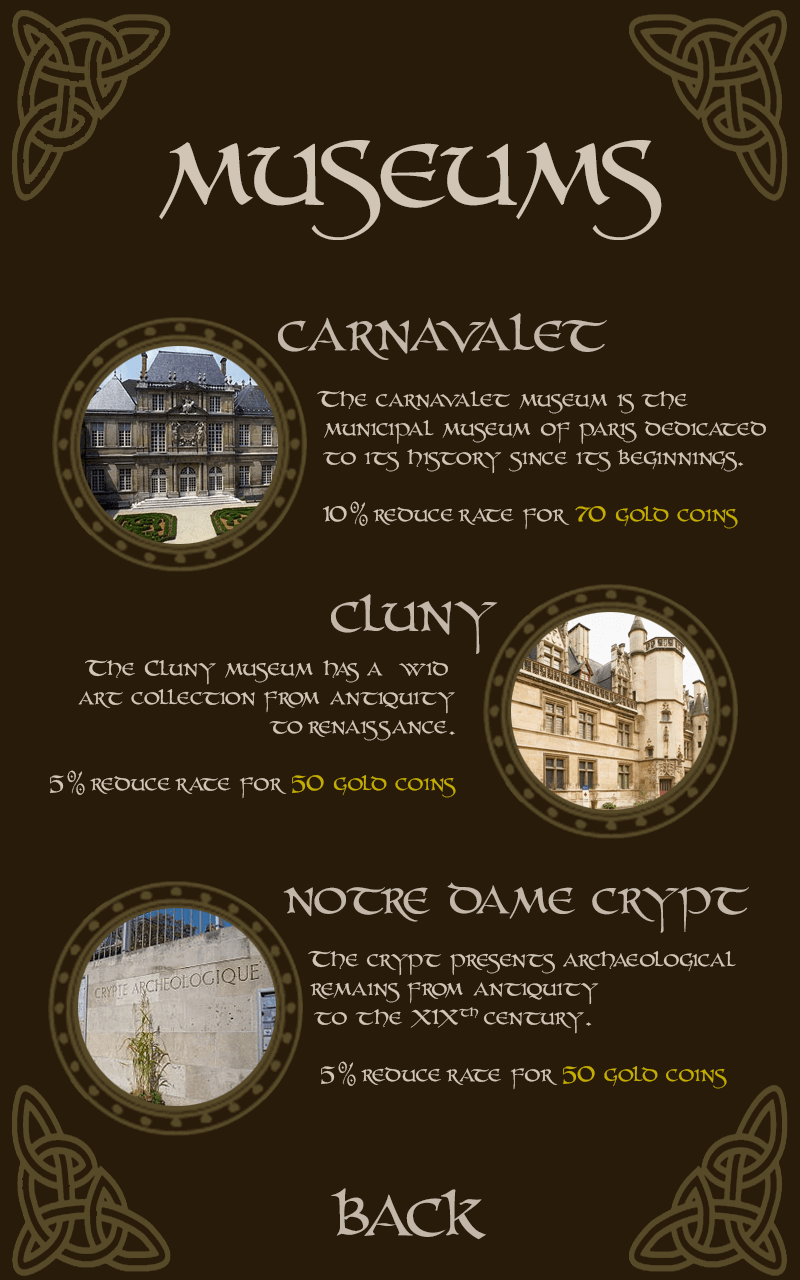 MUSEUMS
CARNAVALET
The CARNAVALET MUSEUM IS THE
MUNICIPAL MUSEUM OF PARIS DEDICATED
TO ITS HISTORY SINCE ITS BEGINNINGS.
10% REDUCE RATE FOR 70 GOLD COINS
CLUNY
The Cluny MUSEUM HAS A WID
ART COLLECTION FROM ANTIQUITY
TO RENAISSANCE.
5% REDUCE RATE FOR 50 GOLD COINS
NOTRE DAME CRYPT
CRYPTE ARCHEOLOGIQUE
The CRYPT PRESENTS ARCHAEOLOGICAL
REMAINS FROM ANTIQUITY
TO THE XIXth CENTURY.
5% REDUCE RATE FOR 50 GOLD COINS
BACK